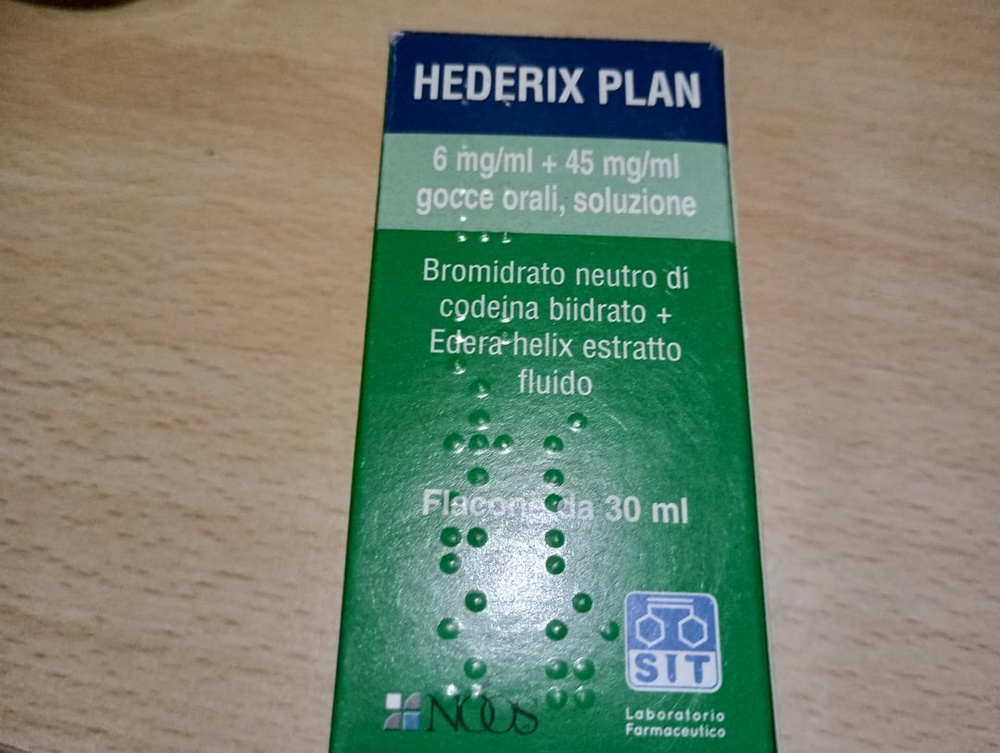 HEDERIX PLAN
6 mg/ml + 45 mg/ml
gocce orali, soluzione
Bromidrato neutro di
codeina biidrato +
Edera helix estratto
fluido
Flacone da 30 ml
SIT
NOOS
Laboratorio
Farmaceutico